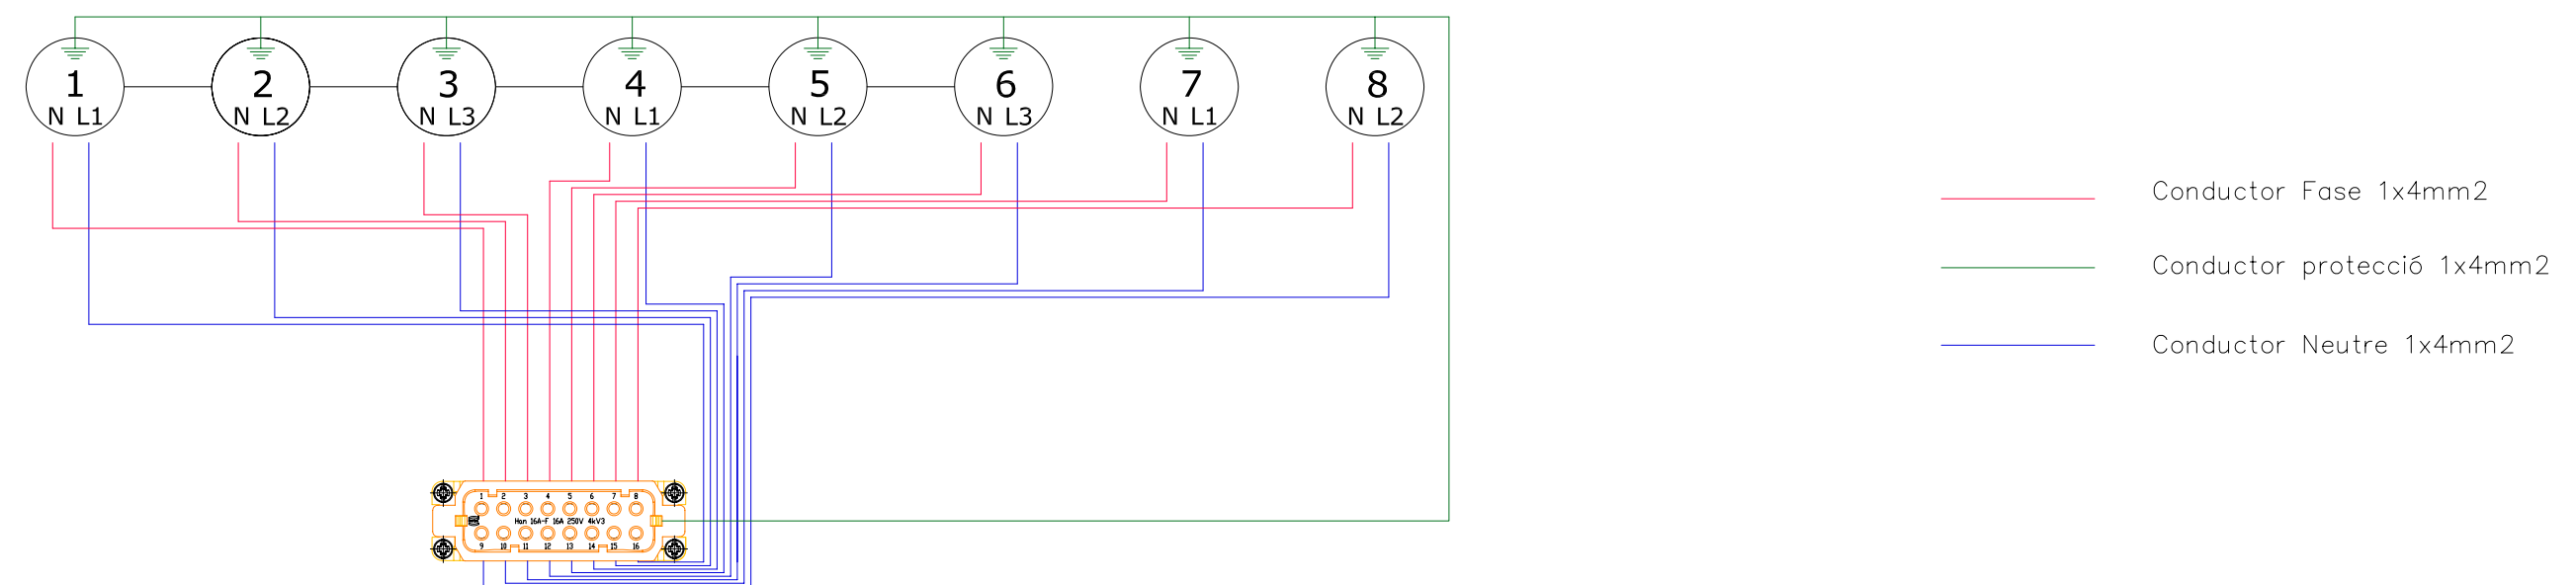 1 2 3 4 5 6 7 8
N L1 N L2 N L3 N L1 N L2 N L3 N L1 N L2
Conductor Fase 1x4mm2
Conductor protecció 1x4mm2
Conductor Neutre 1x4mm2
1 2 3 4 5 6 7 8
Han 16A-F 16A 250V 4kV3
9 10 11 12 13 14 15 16